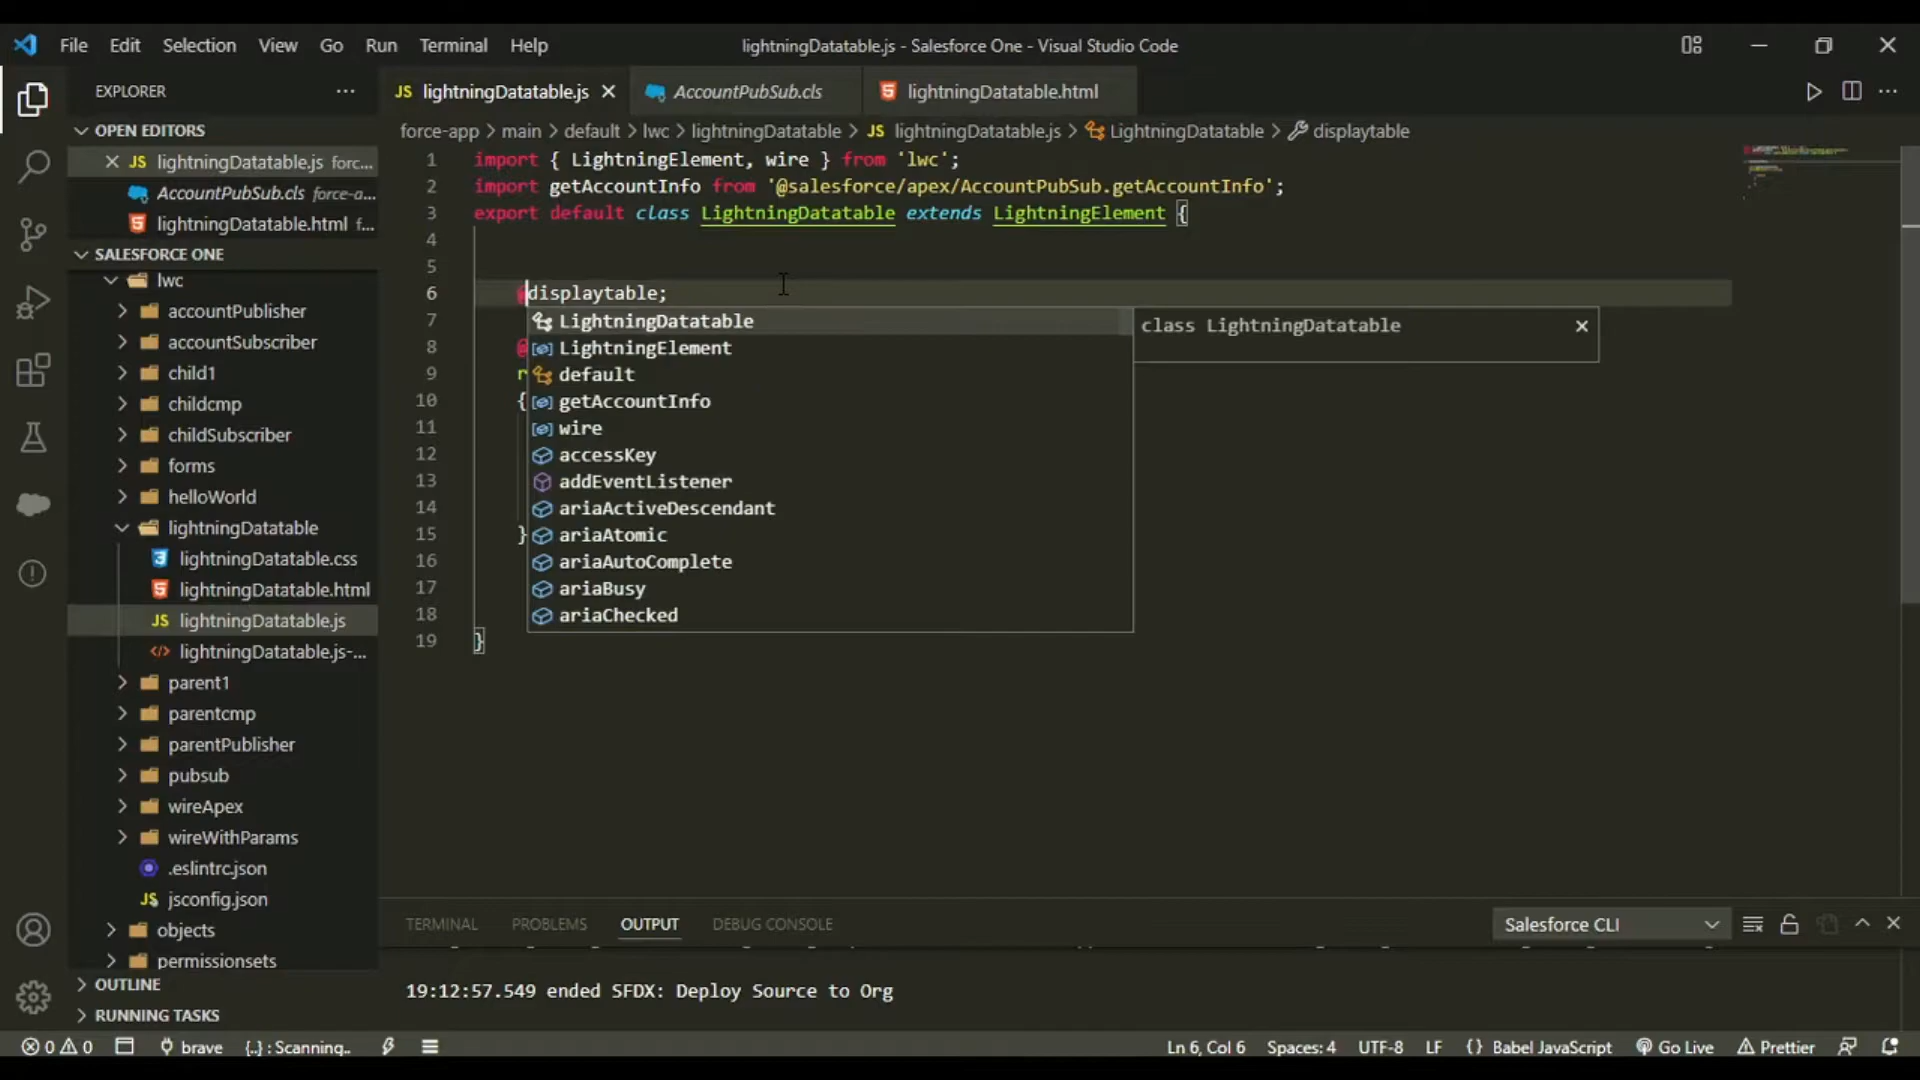 File Edit Selection View Go Run Terminal Help
lightningDatatable.js - Salesforce One - Visual Studio Code
EXPLORER
JS lightningDatatable.js
AccountPubSub.cls
lightningDatatable.html
OPEN EDITORS
JS lightningDatatable.js forc...
AccountPubSub.cls force-a...
lightningDatatable.html f...
SALESFORCE ONE
lwc
accountPublisher
accountSubscriber
child1
childcmp
childSubscriber
forms
helloWorld
lightningDatatable
lightningDatatable.css
lightningDatatable.html
JS lightningDatatable.js
lightningDatatable.js-...
parent1
parentcmp
parentPublisher
pubsub
wireApex
wireWithParams
.eslintrc.json
JS jsconfig.json
objects
permissionsets
OUTLINE
RUNNING TASKS
force-app > main > default > lwc > lightningDatatable > JS lightningDatatable.js > LightningDatatable > displaytable
1 import { LightningElement, wire } from 'lwc';
2 import getAccountInfo from '@salesforce/apex/AccountPubSub.getAccountInfo';
3 export default class LightningDatatable extends LightningElement {
4
5
6 @displaytable;
7
8 @
9 r
10 {
11
12
13
14
15 }
16
17
18
19 }
LightningDatatable
LightningElement
default
getAccountInfo
wire
accessKey
addEventListener
ariaActiveDescendant
ariaAtomic
ariaAutoComplete
ariaBusy
ariaChecked
class LightningDatatable
TERMINAL PROBLEMS OUTPUT DEBUG CONSOLE
Salesforce CLI
19:12:57.549 ended SFDX: Deploy Source to Org
0 0 brave {..} : Scanning.. Ln 6, Col 6 Spaces: 4 UTF-8 LF {} Babel JavaScript Go Live Prettier